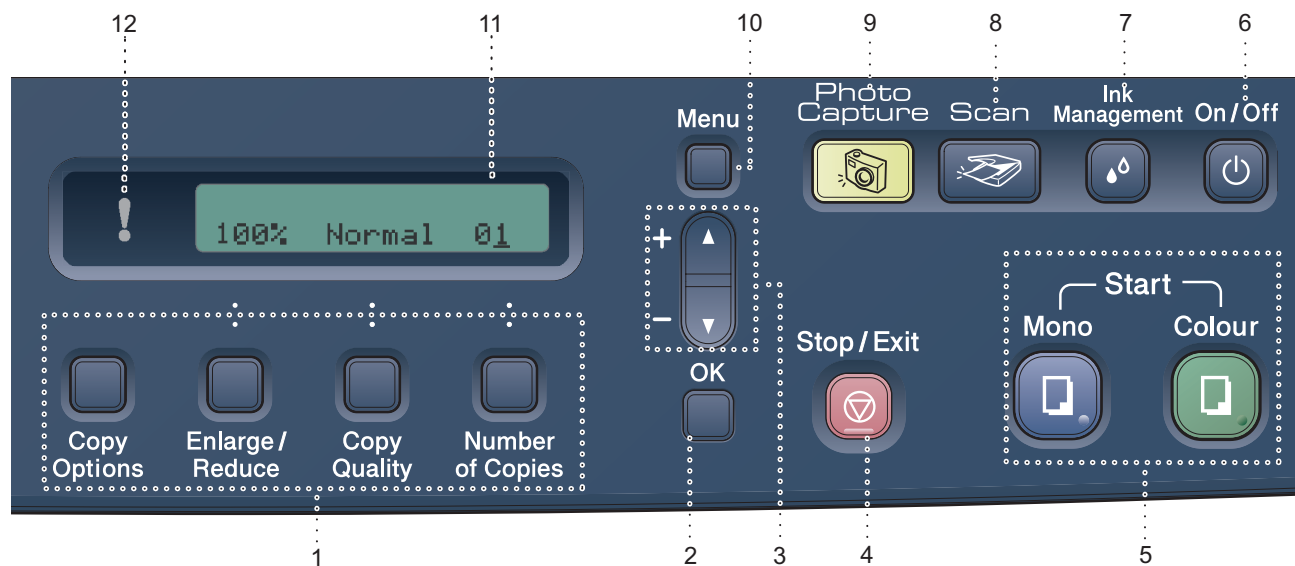 12
11
10
9
8
7
6
Photo
Capture
Scan
Ink
Management
On/Off
Menu
100% Normal 01
+
−
OK
Stop/Exit
Start
Mono
Colour
Copy
Options
Enlarge/
Reduce
Copy
Quality
Number
of Copies
1
2
3
4
5